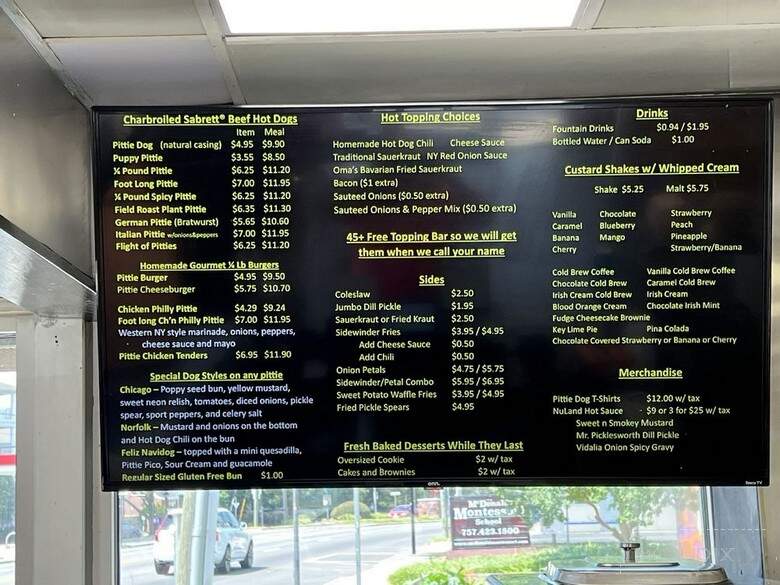 Charbroiled Sabrett® Beef Hot Dogs
Item Meal
Pittie Dog (natural casing) $4.95 $9.90
Puppy Pittie $3.55 $8.50
¼ Pound Pittie $6.25 $11.20
Foot Long Pittie $7.00 $11.95
¼ Pound Spicy Pittie $6.25 $11.20
Field Roast Plant Pittie $6.35 $11.30
German Pittie (Bratwurst) $5.65 $10.60
Italian Pittie w/onions&peppers $7.00 $11.95
Flight of Pitties $6.25 $11.20
Homemade Gourmet ¼ Lb Burgers
Pittie Burger $4.95 $9.50
Pittie Cheeseburger $5.75 $10.70
Chicken Philly Pittie $4.29 $9.24
Foot long Ch'n Philly Pittie $7.00 $11.95
Western NY style marinade, onions, peppers,
cheese sauce and mayo
Pittie Chicken Tenders $6.95 $11.90
Special Dog Styles on any pittie
Chicago – Poppy seed bun, yellow mustard,
sweet neon relish, tomatoes, diced onions, pickle
spear, sport peppers, and celery salt
Norfolk – Mustard and onions on the bottom
and Hot Dog Chili on the bun
Feliz Navidog – topped with a mini quesadilla,
Pittie Pico, Sour Cream and guacamole
Regular Sized Gluten Free Bun $1.00
Hot Topping Choices
Homemade Hot Dog Chili Cheese Sauce
Traditional Sauerkraut NY Red Onion Sauce
Oma's Bavarian Fried Sauerkraut
Bacon ($1 extra)
Sauteed Onions ($0.50 extra)
Sauteed Onions & Pepper Mix ($0.50 extra)
45+ Free Topping Bar so we will get
them when we call your name
Sides
Coleslaw $2.50
Jumbo Dill Pickle $1.95
Sauerkraut or Fried Kraut $2.50
Sidewinder Fries $3.95 / $4.95
Add Cheese Sauce $0.50
Add Chili $0.50
Onion Petals $4.75 / $5.75
Sidewinder/Petal Combo $5.95 / $6.95
Sweet Potato Waffle Fries $3.95 / $4.95
Fried Pickle Spears $4.95
Fresh Baked Desserts While They Last
Oversized Cookie $2 w/ tax
Cakes and Brownies $2 w/ tax
Drinks
Fountain Drinks $0.94 / $1.95
Bottled Water / Can Soda $1.00
Custard Shakes w/ Whipped Cream
Shake $5.25 Malt $5.75
Vanilla Chocolate Strawberry
Caramel Blueberry Peach
Banana Mango Pineapple
Cherry Strawberry/Banana
Cold Brew Coffee Vanilla Cold Brew Coffee
Chocolate Cold Brew Caramel Cold Brew
Irish Cream Cold Brew Irish Cream
Blood Orange Cream Chocolate Irish Mint
Fudge Cheesecake Brownie
Key Lime Pie Pina Colada
Chocolate Covered Strawberry or Banana or Cherry
Merchandise
Pittie Dog T-Shirts $12.00 w/ tax
NuLand Hot Sauce - $9 or 3 for $25 w/ tax
Sweet n Smokey Mustard
Mr. Picklesworth Dill Pickle
Vidalia Onion Spicy Gravy
onn.
Roku TV
McDonak
Montessori
School
757.423.1800